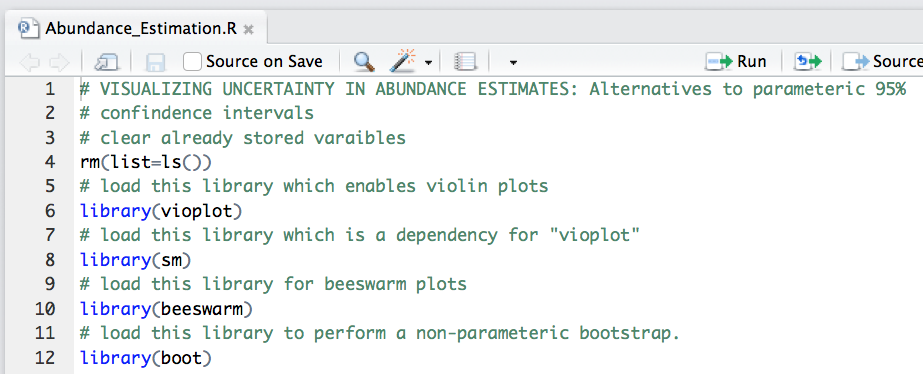 Abundance_Estimation.R
Source on Save
Run
Source
1 # VISUALIZING UNCERTAINTY IN ABUNDANCE ESTIMATES: Alternatives to parameteric 95%
2 # confindence intervals
3 # clear already stored varaibles
4 rm(list=ls())
5 # load this library which enables violin plots
6 library(vioplot)
7 # load this library which is a dependency for "vioplot"
8 library(sm)
9 # load this library for beeswarm plots
10 library(beeswarm)
11 # load this library to perform a non-parameteric bootstrap.
12 library(boot)